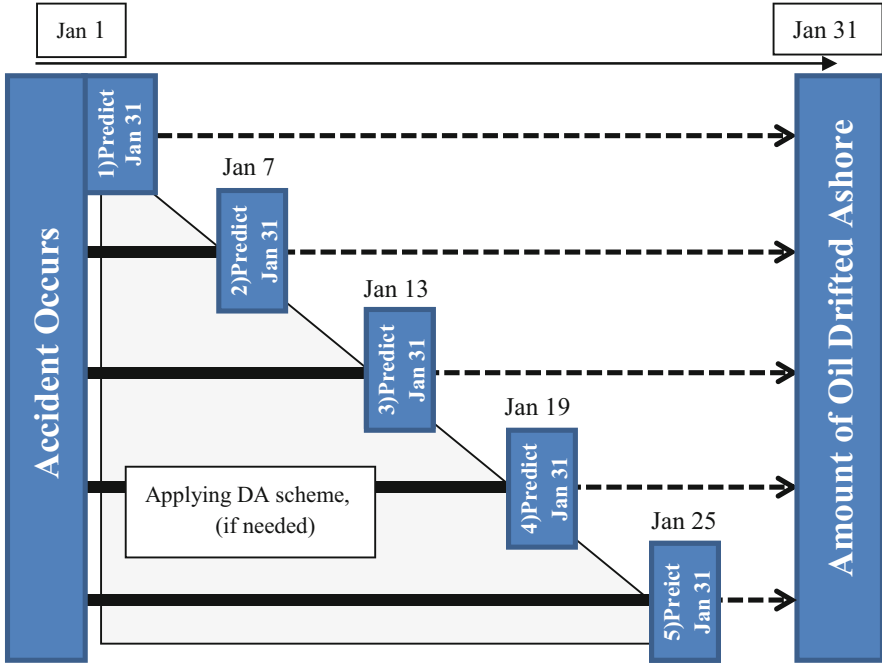 Jan 1
Jan 31
Accident Occurs
1)Predict
Jan 31
Jan 7
2)Predict
Jan 31
Jan 13
3)Predict
Jan 31
Jan 19
4)Predict
Jan 31
Applying DA scheme,
(if needed)
Jan 25
5)Preict
Jan 31
Amount of Oil Drifted Ashore